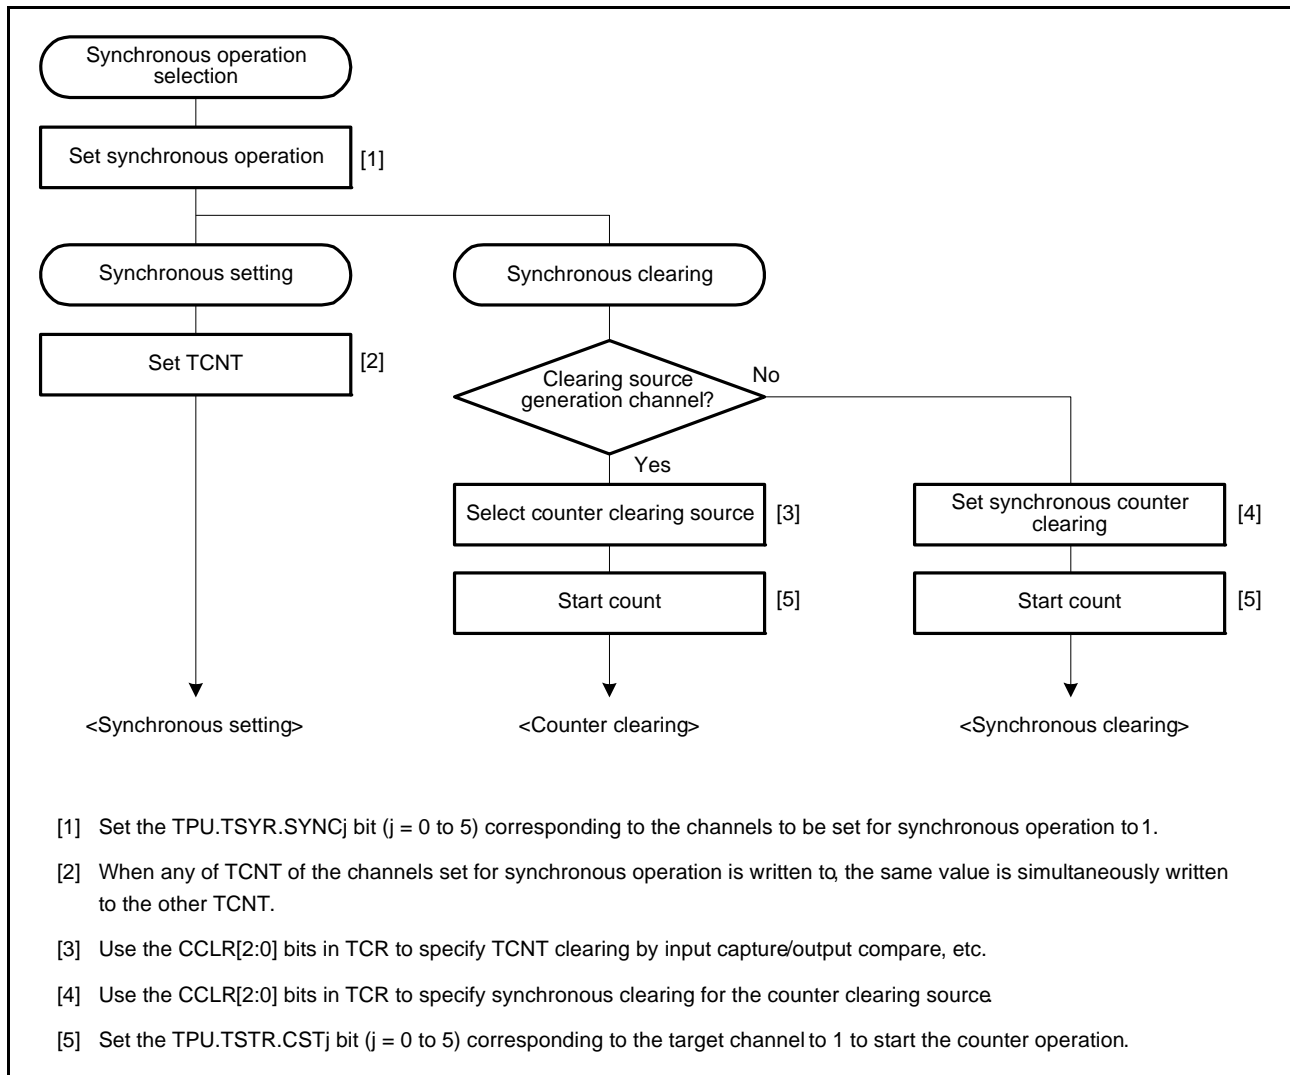 Synchronous operation
selection
Set synchronous operation
[1]
Synchronous setting
Synchronous clearing
Set TCNT
[2]
Clearing source
generation channel?
No
Yes
Select counter clearing source
[3]
Set synchronous counter
clearing
[4]
Start count
[5]
Start count
[5]
<Synchronous setting>
<Counter clearing>
<Synchronous clearing>
[1] Set the TPU.TSYR.SYNCj bit (j = 0 to 5) corresponding to the channels to be set for synchronous operation to 1.
[2] When any of TCNT of the channels set for synchronous operation is written to, the same value is simultaneously written
to the other TCNT.
[3] Use the CCLR[2:0] bits in TCR to specify TCNT clearing by input capture/output compare, etc.
[4] Use the CCLR[2:0] bits in TCR to specify synchronous clearing for the counter clearing source.
[5] Set the TPU.TSTR.CSTj bit (j = 0 to 5) corresponding to the target channel to 1 to start the counter operation.